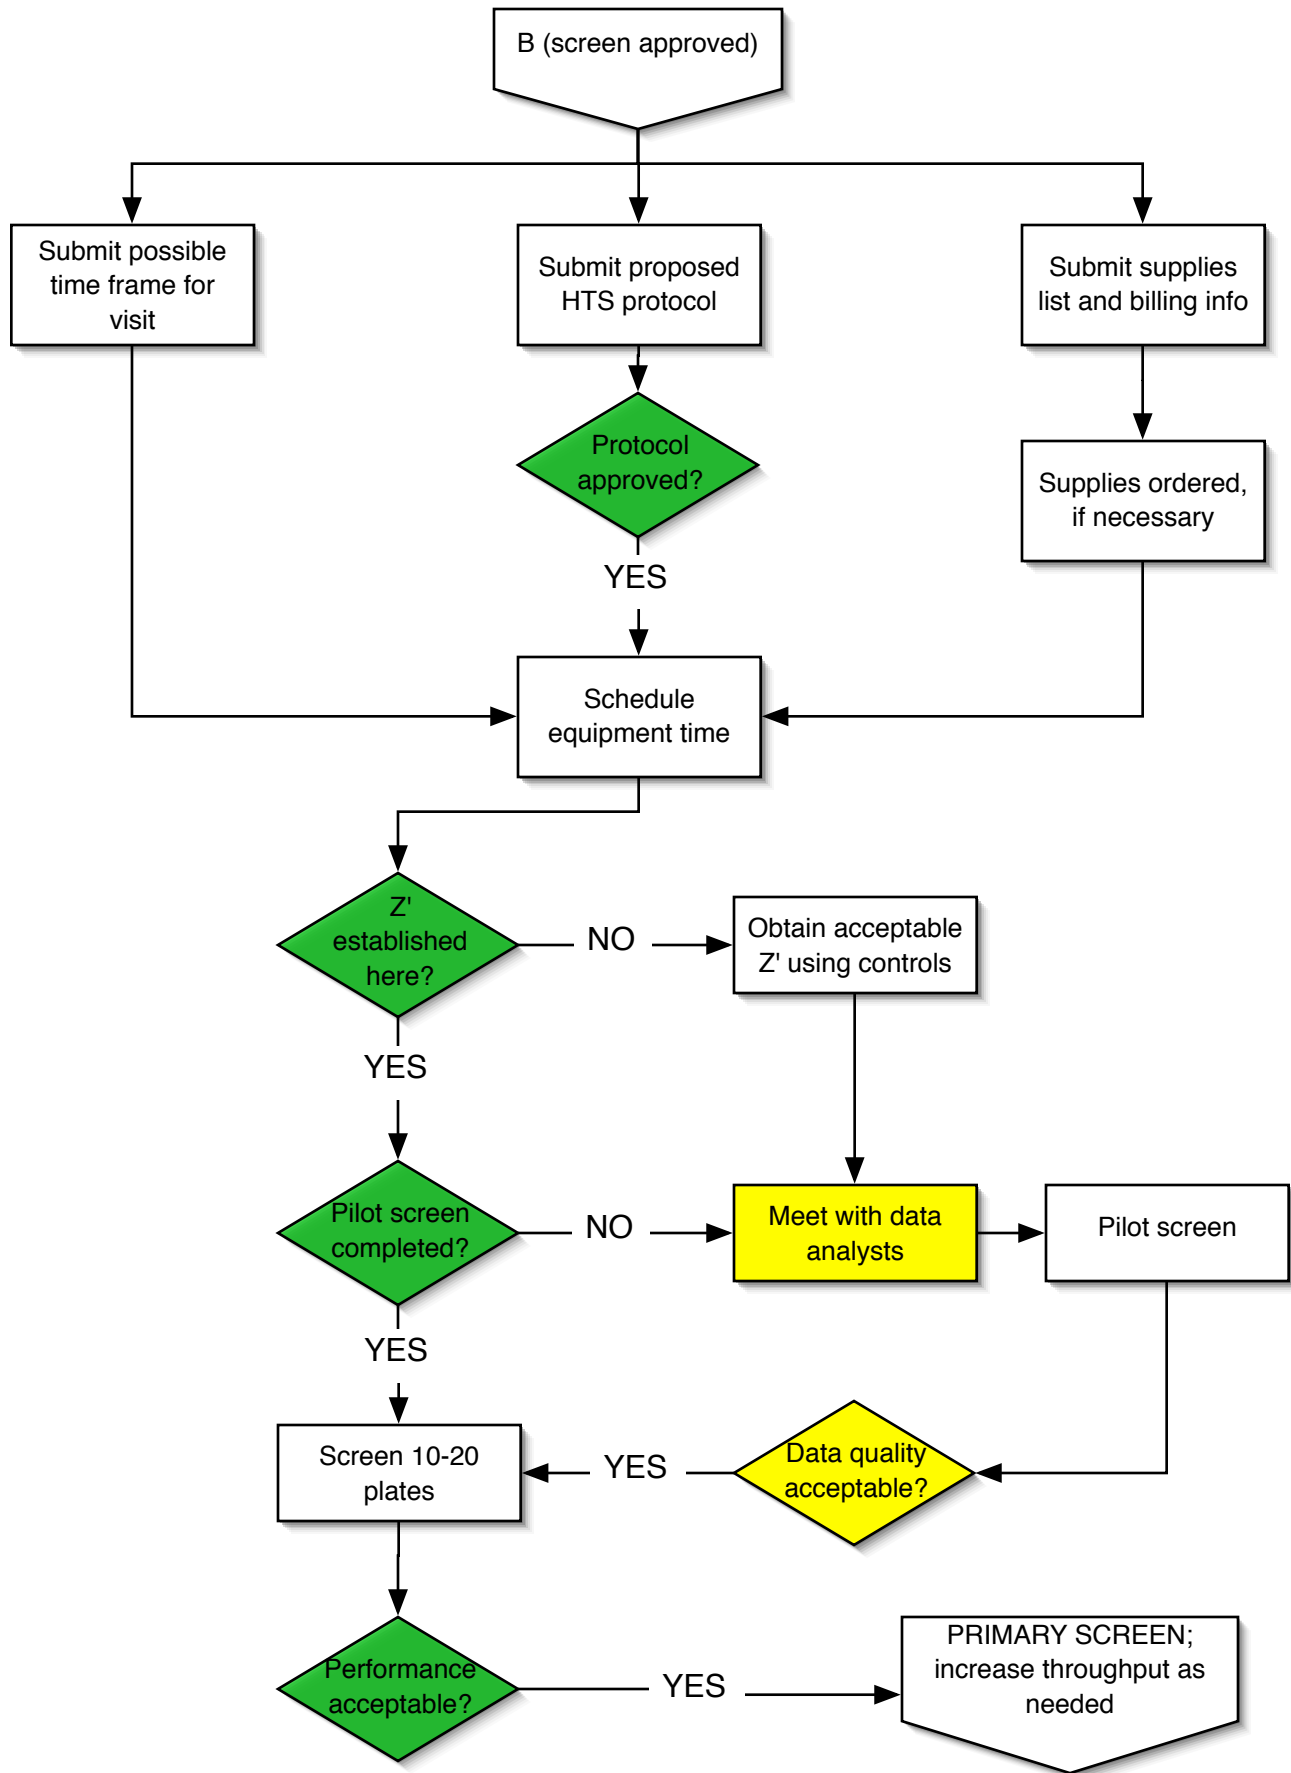 B (screen approved)
Submit possible
time frame for
visit
Submit proposed
HTS protocol
Submit supplies
list and billing info
Protocol
approved?
Supplies ordered,
if necessary
YES
Schedule
equipment time
Z'
established
here?
NO
Obtain acceptable
Z' using controls
YES
Pilot screen
completed?
NO
Meet with data
analysts
Pilot screen
YES
Screen 10-20
plates
YES
Data quality
acceptable?
Performance
acceptable?
YES
PRIMARY SCREEN;
increase throughput as
needed